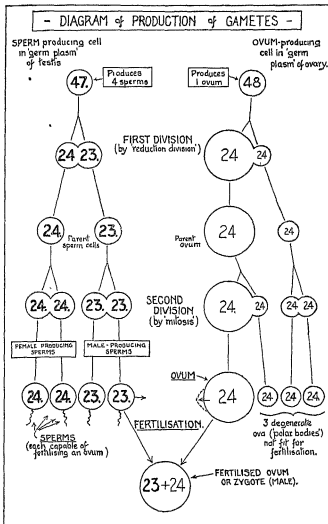 - DIAGRAM of PRODUCTION of GAMETES -
SPERM producing cell
in 'germ plasm'
of testis
47.
Produces
4 sperms
OVUM-producing
cell in 'germ
plasm' of ovary.
Produces
1 ovum
48
FIRST DIVISION
(by 'reduction division')
24 23.
24 24
24. 23.
Parent
sperm cells
Parent
ovum
24 24.
SECOND
DIVISION
(by 'mitosis')
24. 24. 23. 23.
24. 24 24. 24.
FEMALE PRODUCING
SPERMS
MALE-PRODUCING
SPERMS
OVUM
24. 24. 23. 23.
24 24. 24. 24.
SPERMS
(each capable of
fertilising an ovum)
FERTILISATION.
3 degenerate
ova ('polar bodies')
not fit for
fertilisation.
23+24
FERTILISED OVUM
OR ZYGOTE (MALE).